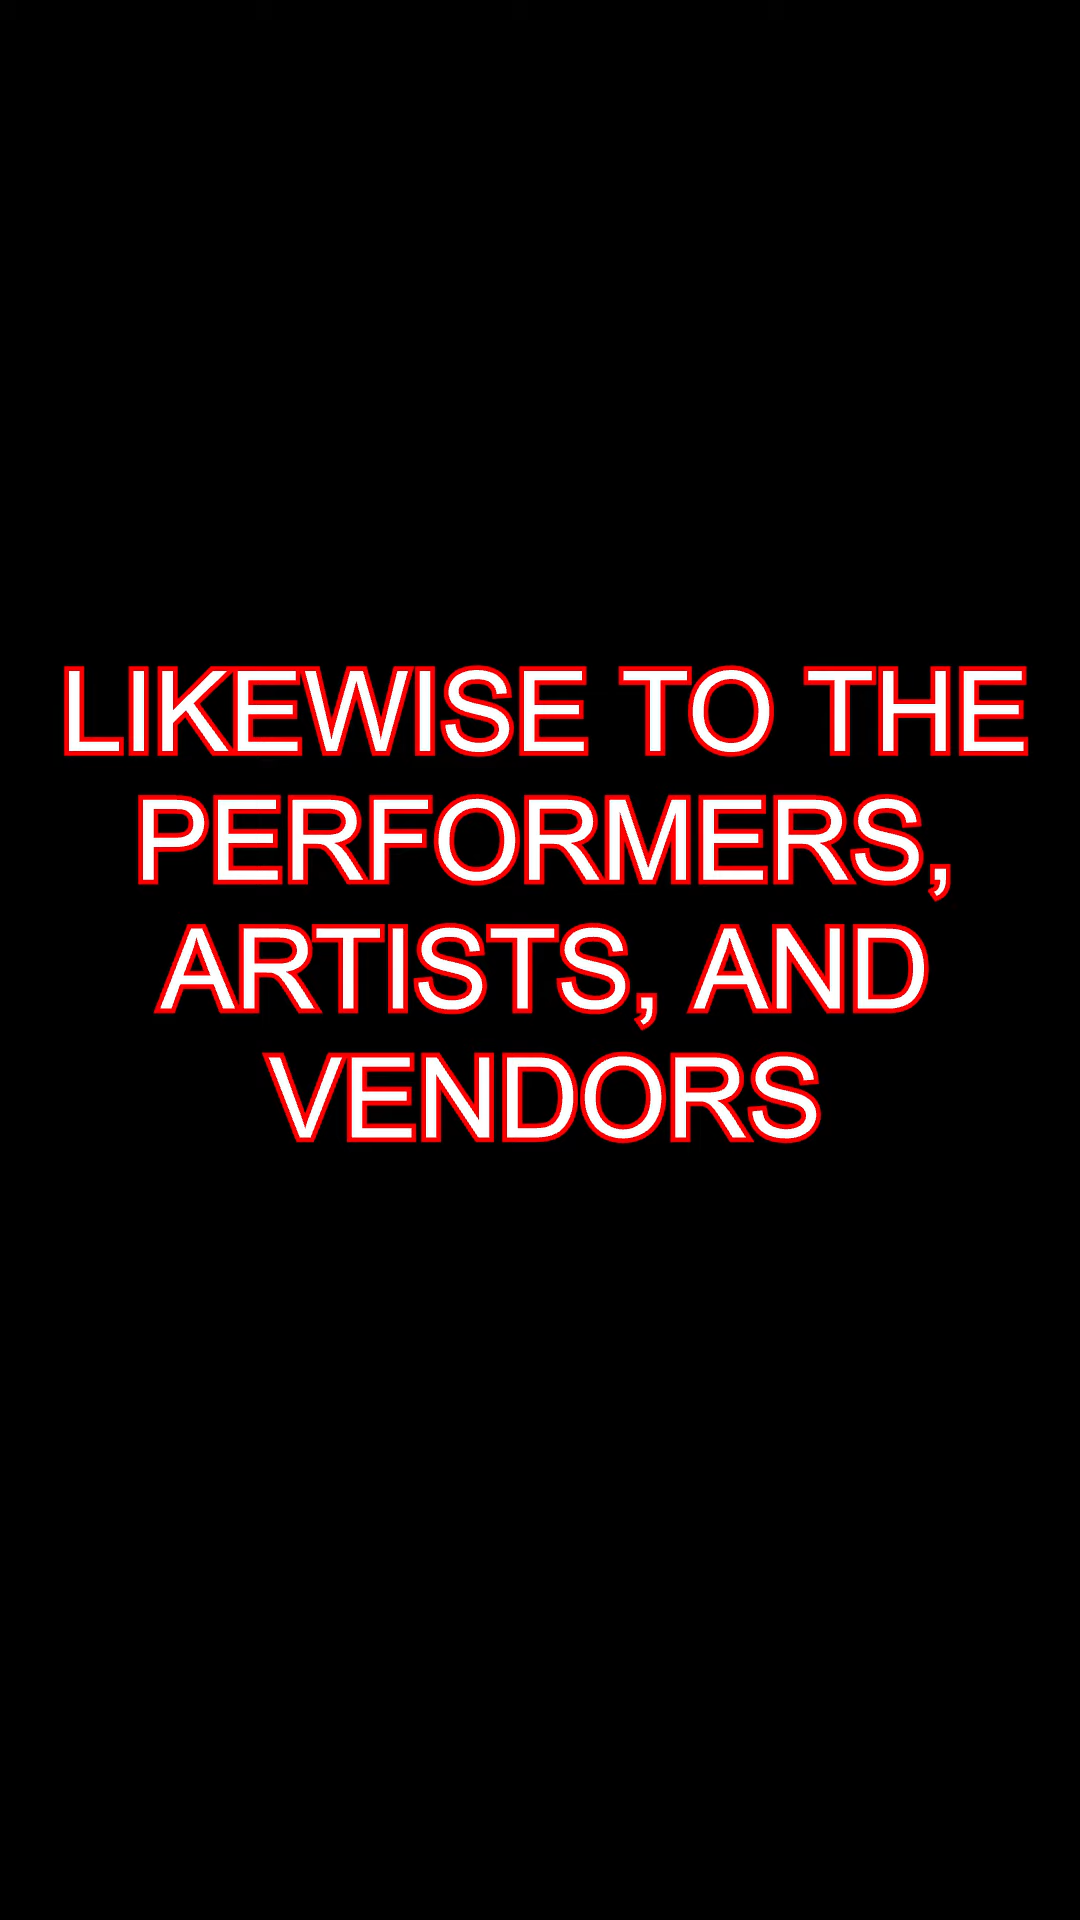 LIKEWISE TO THE
PERFORMERS,
ARTISTS, AND
VENDORS